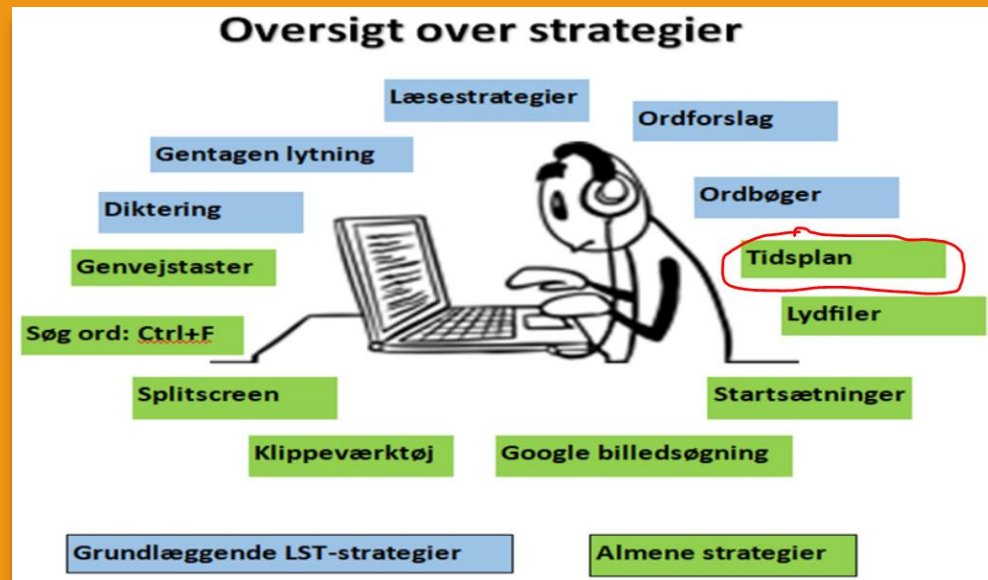 Oversigt over strategier
Læsestrategier
Ordforslag
Gentagen lytning
Ordbøger
Diktering
Tidsplan
Genvejstaster
Lydfiler
Søg ord: Ctrl+F
Splitscreen
Startsætninger
Klippeværktøj
Google billedsøgning
Grundlæggende LST-strategier
Almene strategier